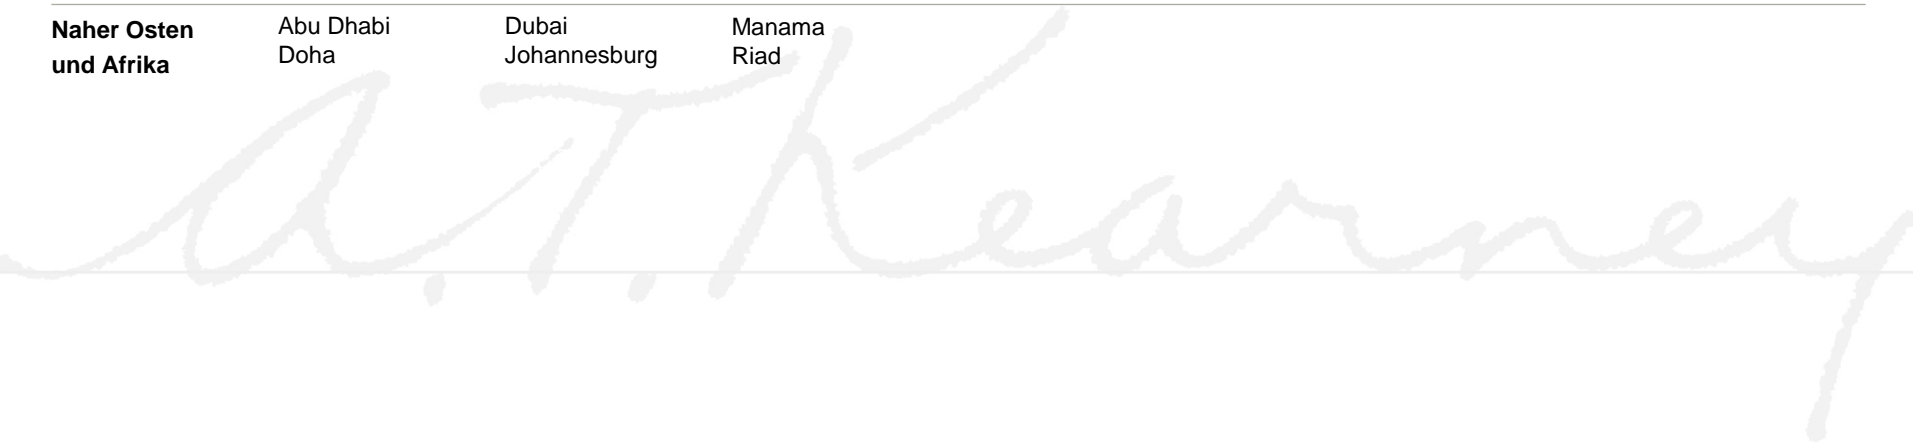 Naher Osten
und Afrika
Abu Dhabi
Doha
Dubai
Johannesburg
Manama
Riad
A.T.Kearney